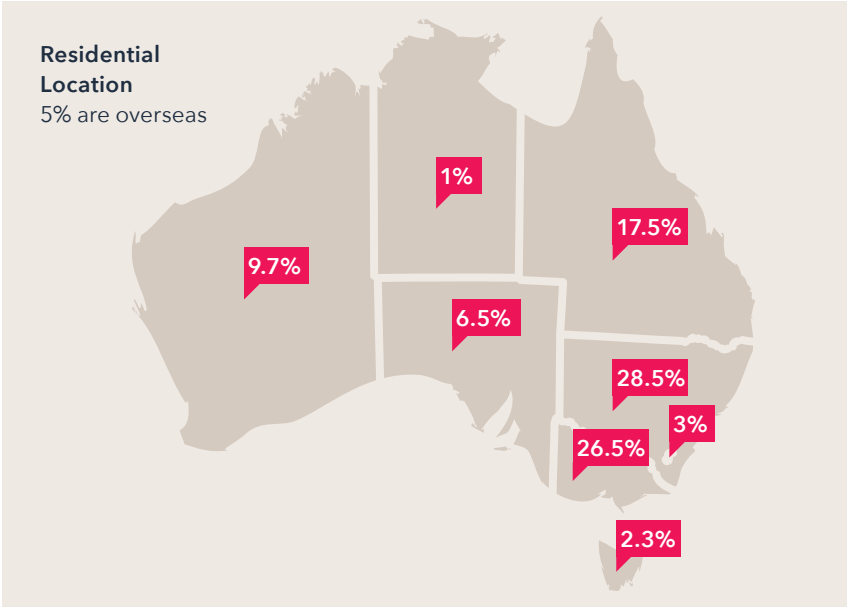 Residential
Location
5% are overseas
1%
17.5%
9.7%
6.5%
28.5%
3%
26.5%
2.3%